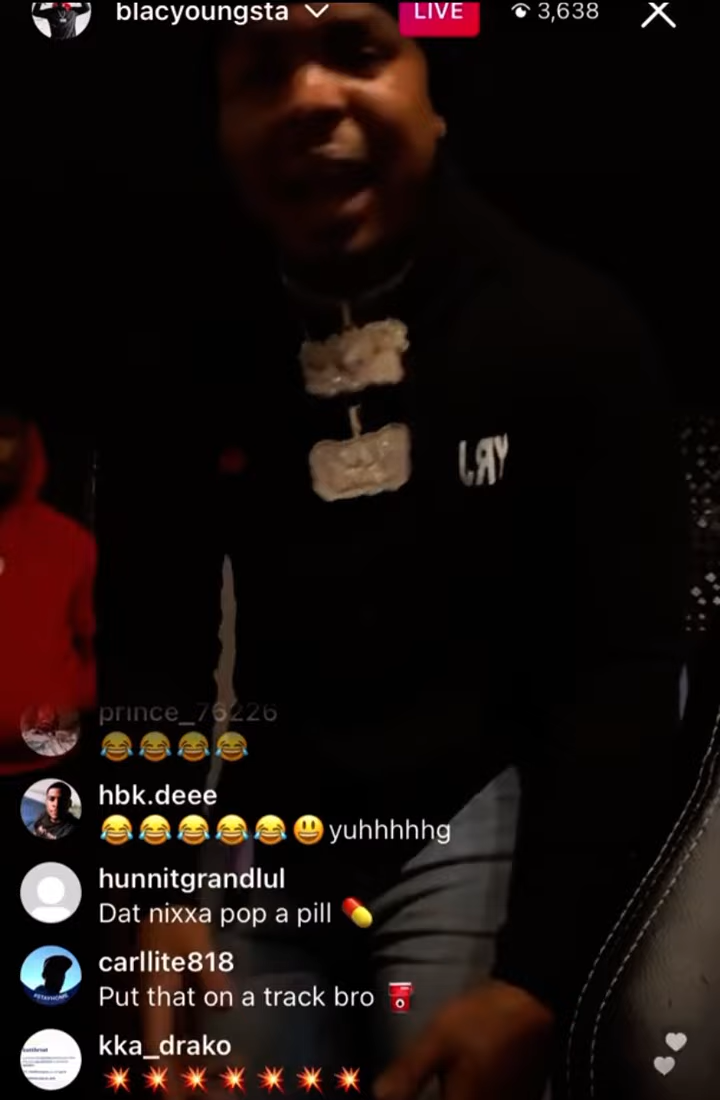 blacyoungsta
LIVE
3,638
LRY
prince_76226
😂😂😂😂
hbk.deee
😂😂😂😂😂😃yuhhhhhg
hunnitgrandlul
Dat nixxa pop a pill 💊
carllite818
Put that on a track bro 🥤
kka_drako
💥💥💥💥💥💥💥